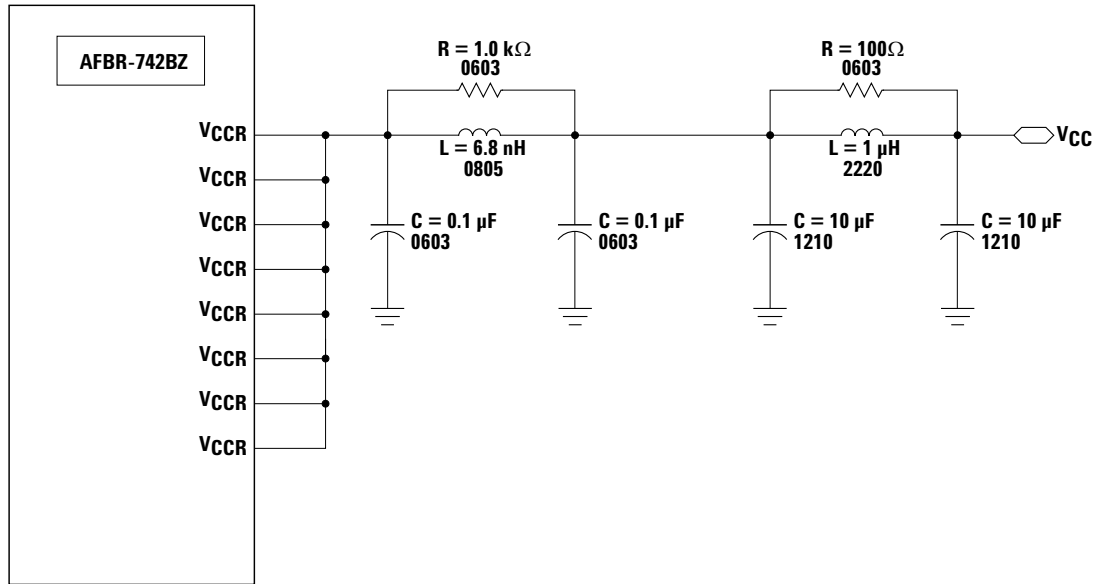 AFBR-742BZ
R = 1.0 kΩ
0603
R = 100Ω
0603
VCCR
L = 6.8 nH
0805
L = 1 µH
2220
VCC
VCCR
VCCR
C = 0.1 µF
0603
C = 0.1 µF
0603
C = 10 µF
1210
C = 10 µF
1210
VCCR
VCCR
VCCR
VCCR
VCCR